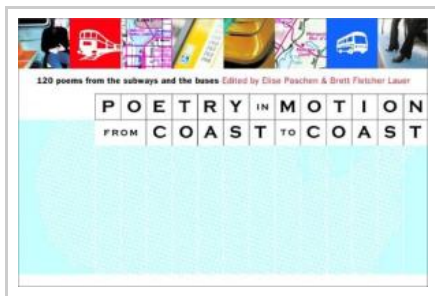 120 poems from the subways and the buses Edited by Elise Paschen & Brett Fletcher Lauer
POETRY IN MOTION
FROM COAST TO COAST